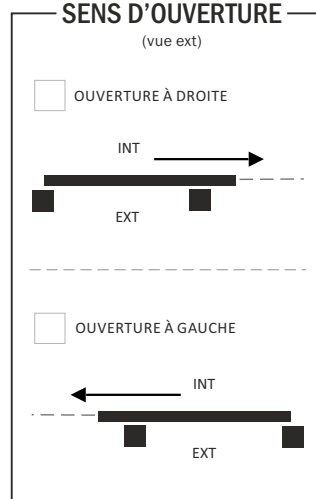 SENS D'OUVERTURE
(vue ext)
OUVERTURE À DROITE
INT
EXT
OUVERTURE À GAUCHE
INT
EXT